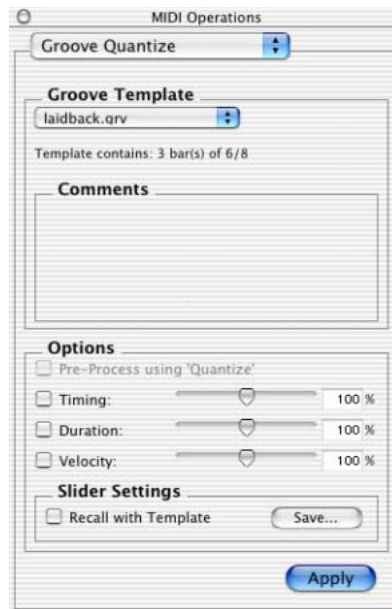 MIDI Operations
Groove Quantize
Groove Template
laidback.grv
Template contains: 3 bar(s) of 6/8
Comments
Options
Pre-Process using 'Quantize'
Timing: 100 %
Duration: 100 %
Velocity: 100 %
Slider Settings
Recall with Template Save...
Apply